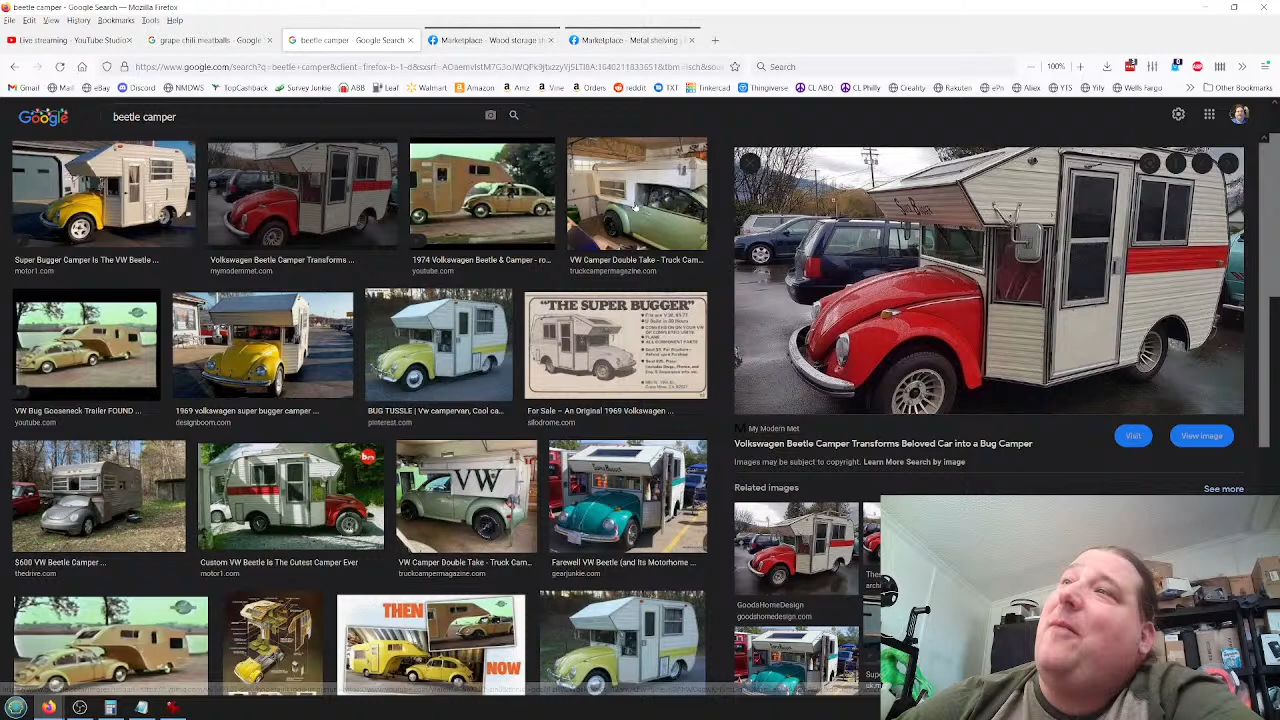 beetle camper - Google Search — Mozilla Firefox
File Edit View History Bookmarks Tools Help
Live streaming - YouTube Studio
grape chili meatballs - Google
beetle camper - Google Search
Marketplace - Wood storage sh
Marketplace - Metal shelving |
100%
Search
Gmail Mail eBay Discord NMDWS TopCashback Survey Junkie ABB Leaf Walmart Amazon Amz Vine Orders reddit TXT Tinkercad Thingiverse CL ABQ CL Philly Creality Rakuten ePn Aliex YTS Yify Yeggi Forgd
Other Bookmarks
Google
beetle camper
Super Bugger Camper Is The VW Beetle ...
motor1.com
Volkswagen Beetle Camper Transforms ...
mymodernmet.com
1974 Volkswagen Beetle & Camper - ro...
youtube.com
VW Camper Double Take - Truck Cam...
truckcampermagazine.com
VW Bug Gooseneck Trailer FOUND ...
youtube.com
1969 volkswagen super bugger camper ...
designboom.com
BUG TUSSLE | Vw campervan, Cool ca...
pinterest.com
"THE SUPER BUGGER"
For Sale – An Original 1969 Volkswagen ...
silodrome.com
My Modern Met
Volkswagen Beetle Camper Transforms Beloved Car into a Bug Camper
Visit
View image
Images may be subject to copyright. Learn More Search by image
Related images
See more
$600 VW Beetle Camper ...
thedrive.com
Custom VW Beetle Is The Cutest Camper Ever
motor1.com
VW
VW Camper Double Take - Truck Cam...
truckcampermagazine.com
Farewell VW Beetle (and Its Motorhome ...
gearjunkie.com
GoodsHomeDesign
goodshomedesign.com
THEN
NOW